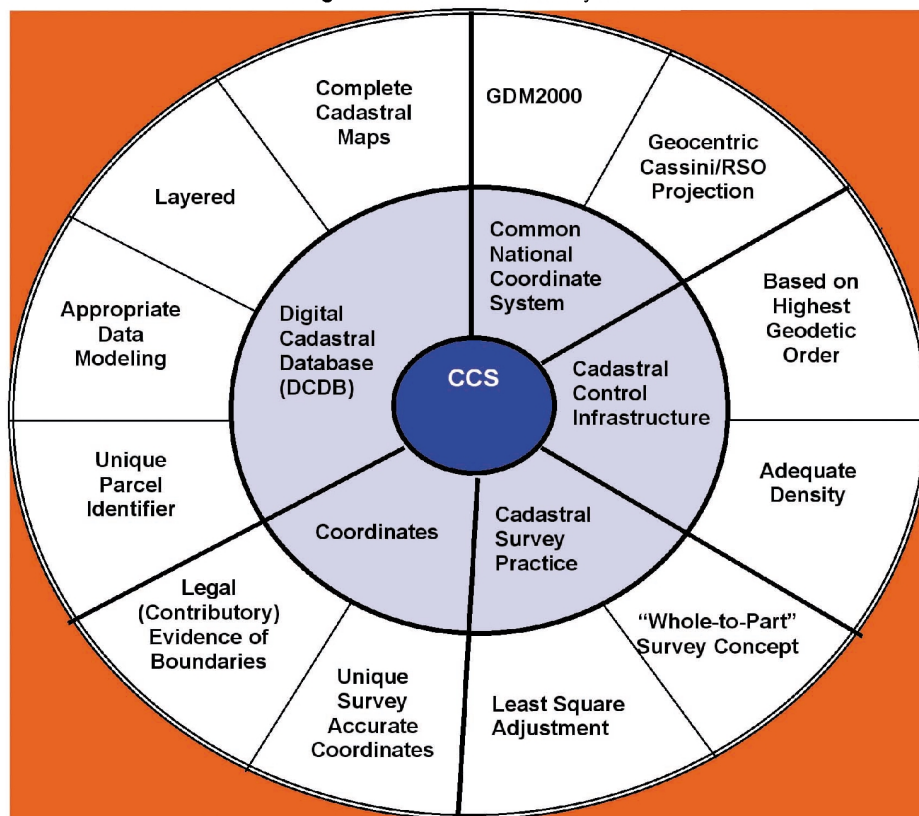 Complete
Cadastral
Maps
GDM2000
Geocentric
Cassini/RSO
Projection
Layered
Common
National
Coordinate
System
Based on
Highest
Geodetic
Order
Appropriate
Data
Modeling
Digital
Cadastral
Database
(DCDB)
CCS
Cadastral
Control
Infrastructure
Unique
Parcel
Identifier
Adequate
Density
Coordinates
Cadastral
Survey
Practice
Legal
(Contributory)
Evidence of
Boundaries
“Whole-to-Part”
Survey Concept
Unique
Survey
Accurate
Coordinates
Least Square
Adjustment